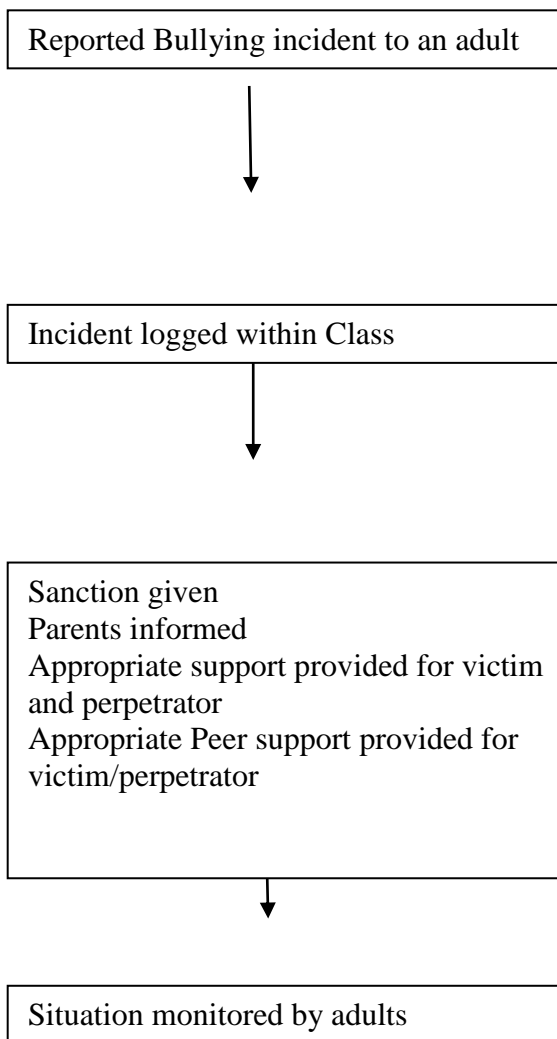 Reported Bullying incident to an adult
Incident logged within Class
Sanction given
Parents informed
Appropriate support provided for victim
and perpetrator
Appropriate Peer support provided for
victim/perpetrator
Situation monitored by adults